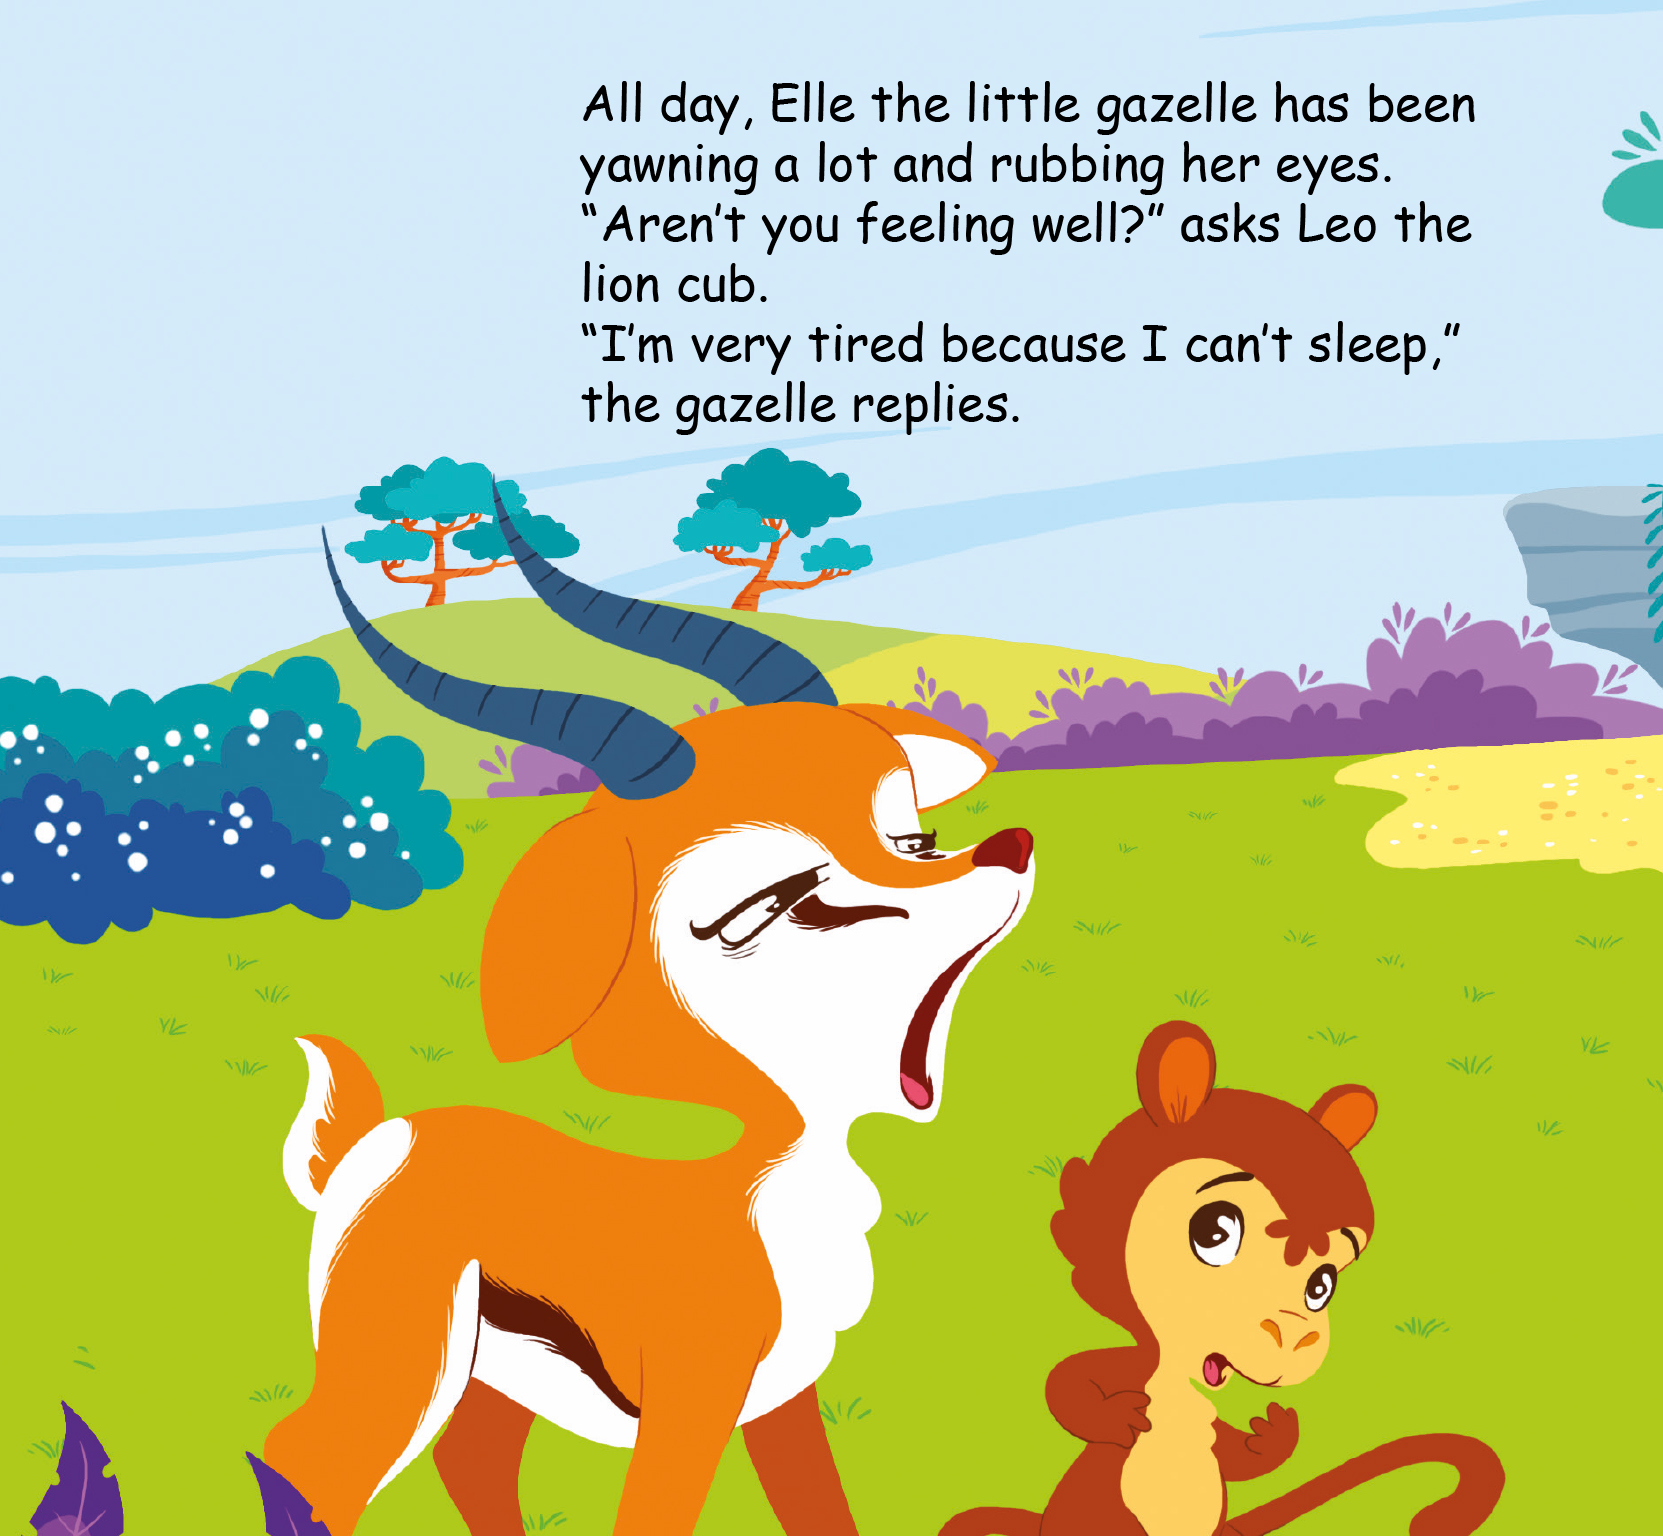 All day, Elle the little gazelle has been
yawning a lot and rubbing her eyes.
“Aren’t you feeling well?” asks Leo the
lion cub.
“I’m very tired because I can’t sleep,”
the gazelle replies.